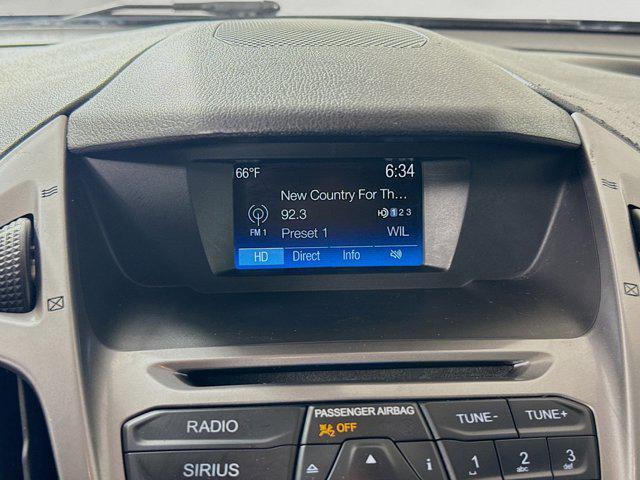 66°F 6:34
New Country For Th...
92.3 HD 1 2 3
FM 1 Preset 1 WIL
HD Direct Info
PASSENGER AIRBAG
OFF
RADIO TUNE- TUNE+
SIRIUS i 1 2 abc 3 def